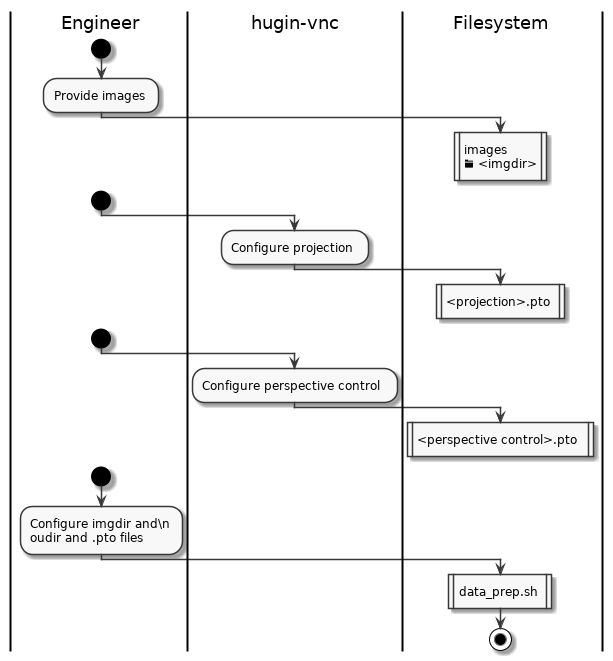 Engineer
hugin-vnc
Filesystem
Provide images
images
<imgdir>
Configure projection
<projection>.pto
Configure perspective control
<perspective control>.pto
Configure imgdir and\n
oudir and .pto files
data_prep.sh